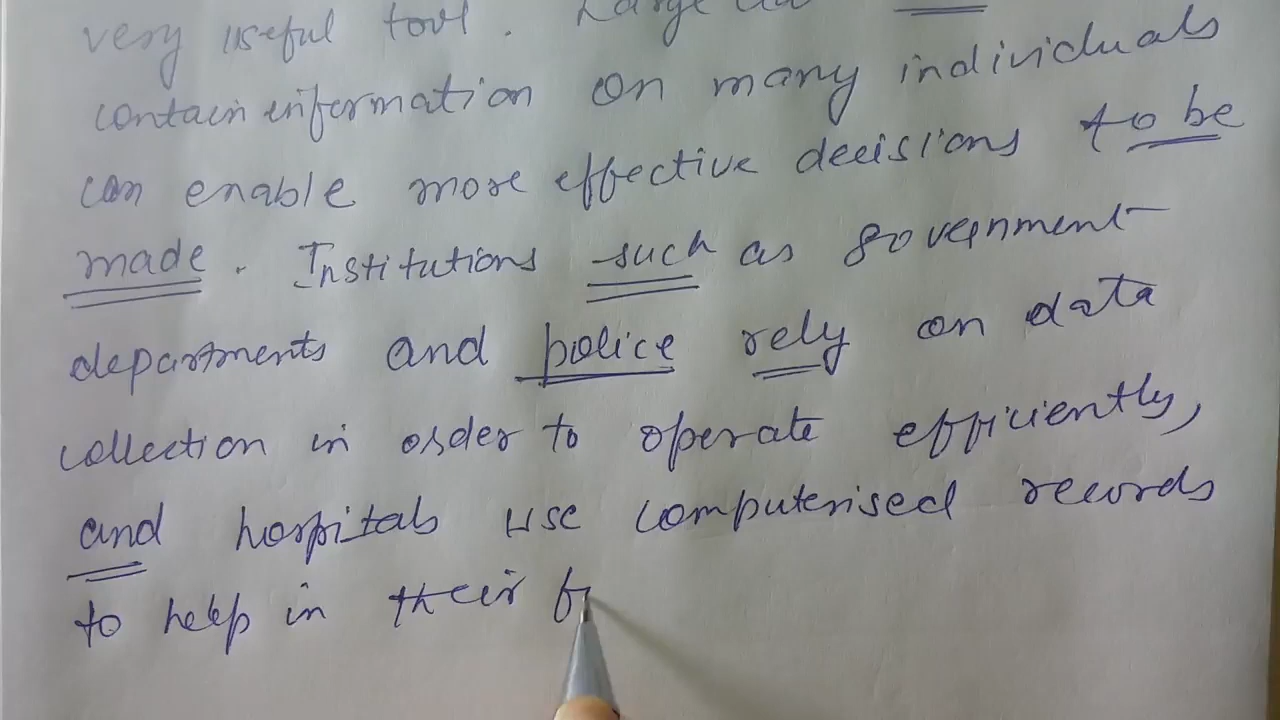 very useful tool. Large
contain information on many individuals
can enable more effective decisions to be
made. Institutions such as government
departments and police rely on data
collection in order to operate efficiently,
and hospitals use computerised records
to help in their